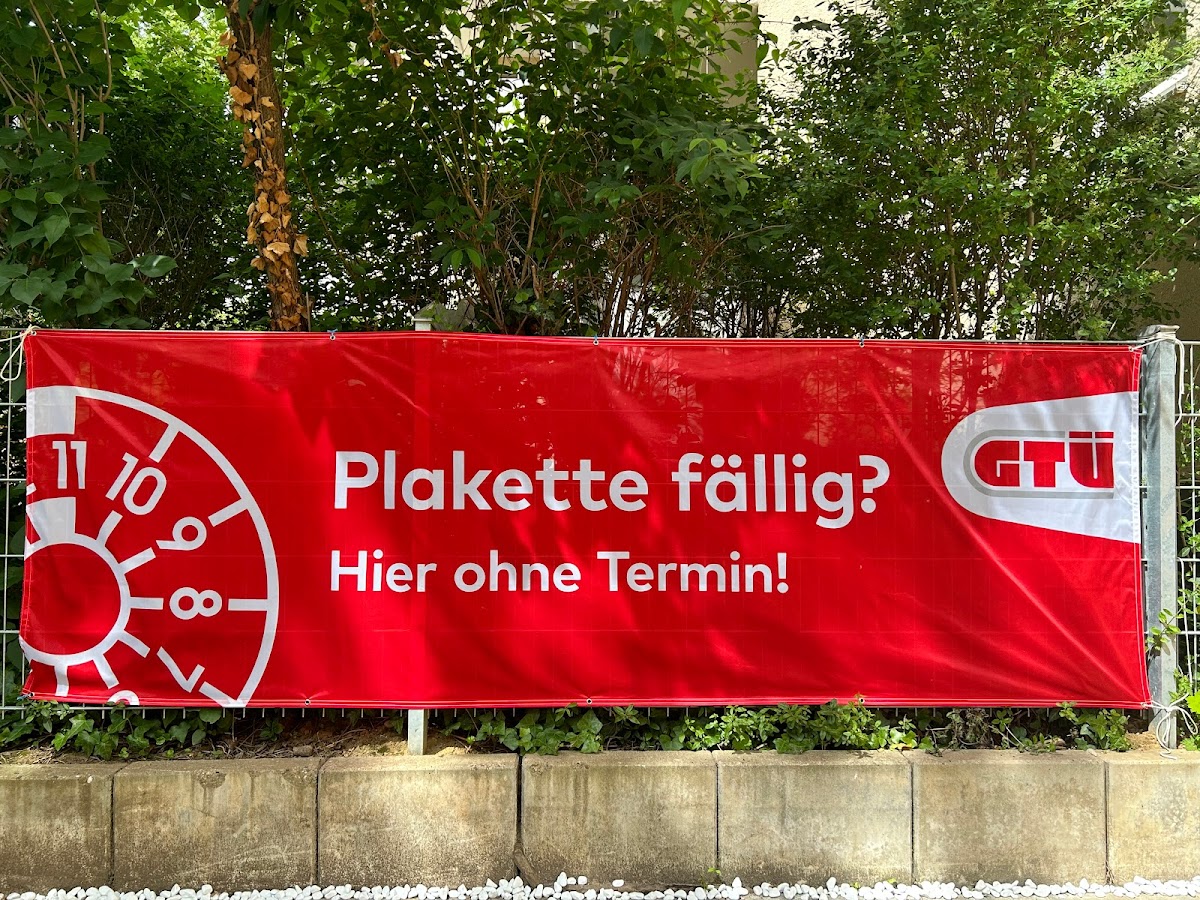 11
10
9
8
7
Plakette fällig?
Hier ohne Termin!
GTÜ